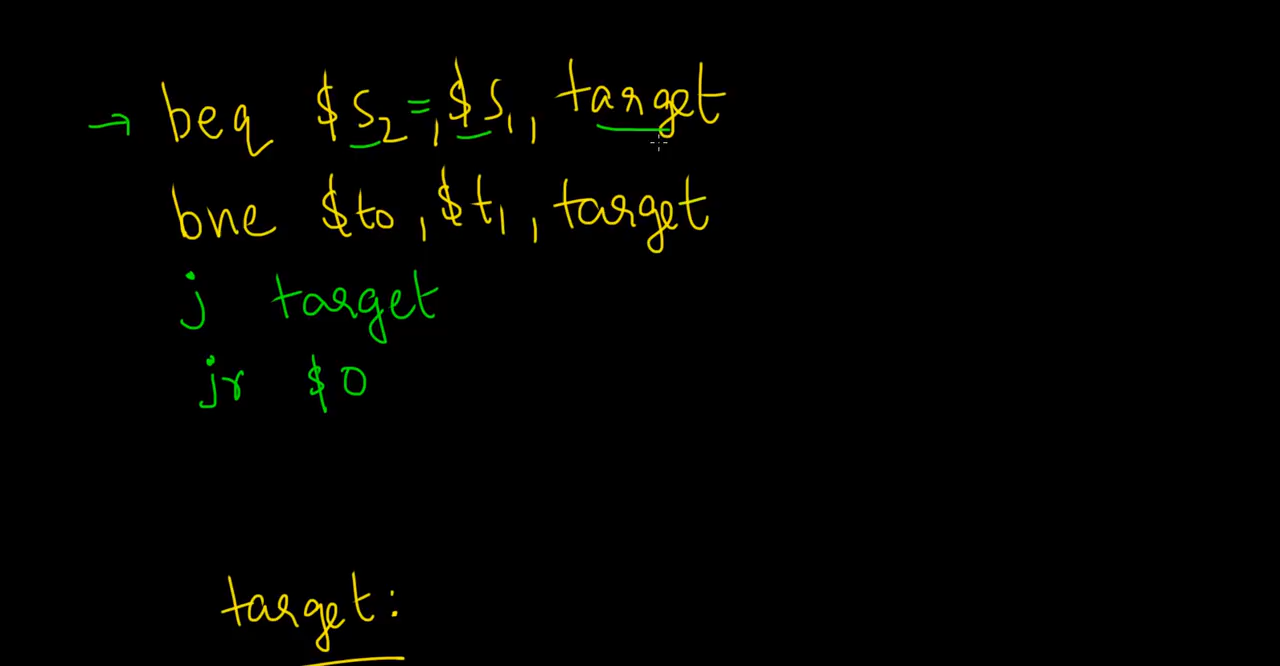 → beq $s2 =, $s1, target
bne $t0, $t1, target
j target
jr $0
target: